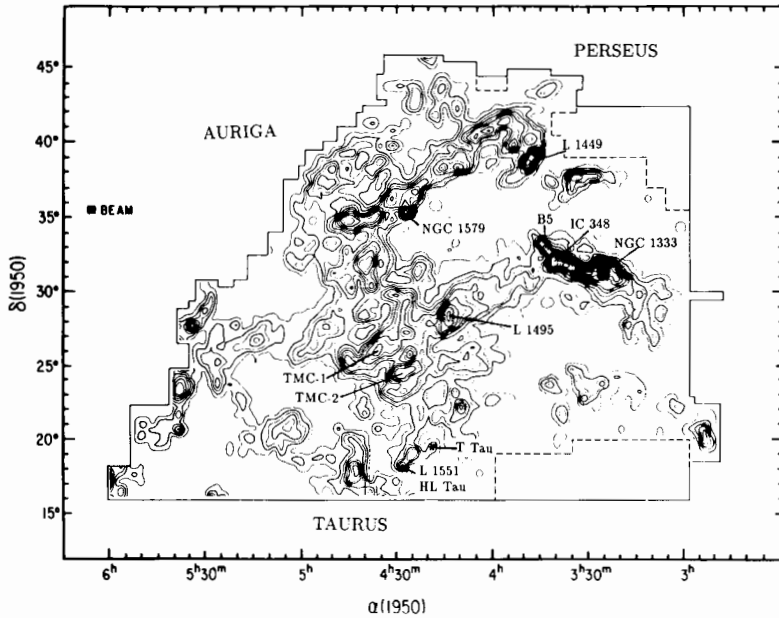 PERSEUS
45°
AURIGA
40°
L 1449
BEAM
35°
NGC 1579
B5
IC 348
NGC 1333
δ(1950)
30°
L 1495
25°
TMC-1
TMC-2
20°
T Tau
L 1551
HL Tau
15°
TAURUS
6ʰ
5ʰ30ᵐ
5ʰ
4ʰ30ᵐ
4ʰ
3ʰ30ᵐ
3ʰ
α(1950)